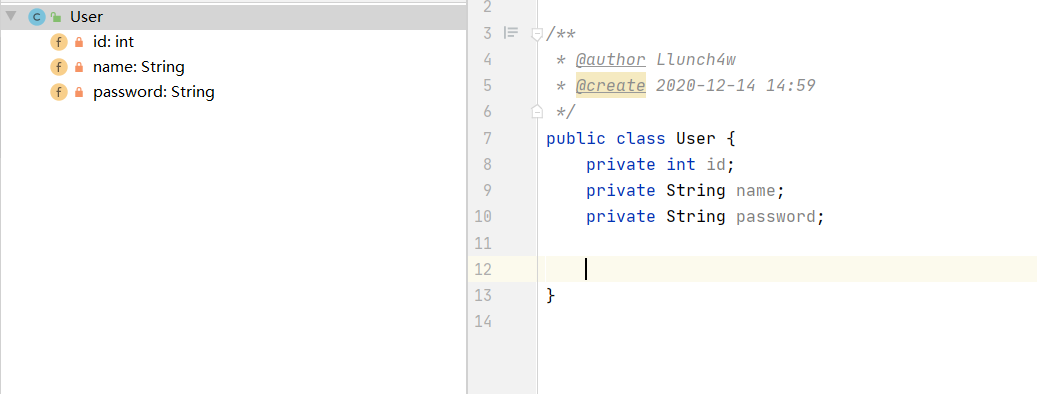 User
id: int
name: String
password: String
2
3 /**
4 * @author Llunch4w
5 * @create 2020-12-14 14:59
6 */
7 public class User {
8 private int id;
9 private String name;
10 private String password;
11
12
13 }
14